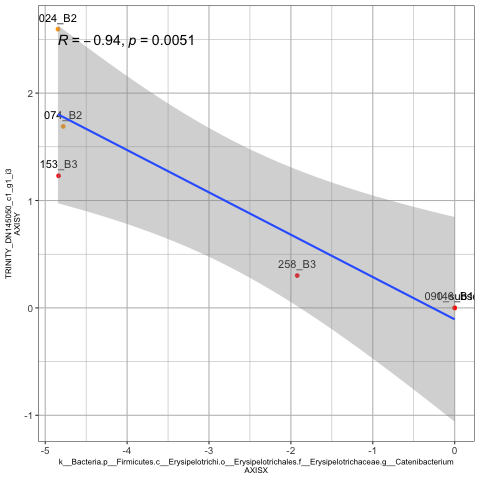 024_B2
R = −0.94, p = 0.0051
074_B2
153_B3
258_B3
2
1
0
-1
-5
-4
-3
-2
-1
0
TRINITY_DN145050_c1_g1_i3
AXISY
k__Bacteria.p__Firmicutes.c__Erysipelotrichi.o__Erysipelotrichales.f__Erysipelotrichaceae.g__Catenibacterium
AXISX